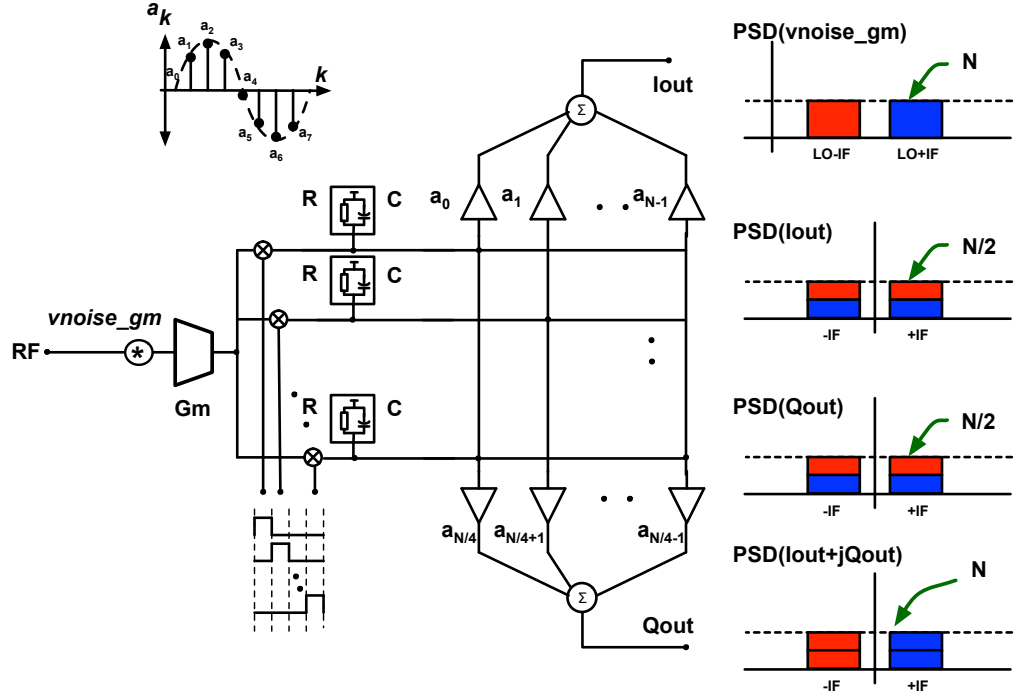 a_k
a_1
a_2
a_3
a_0
a_4
a_5
a_6
a_7
k
Iout
Σ
R
C
a_0
a_1
a_N-1
R
C
vnoise_gm
RF
*
Gm
R
C
a_N/4
a_N/4+1
a_N/4-1
Σ
Qout
PSD(vnoise_gm)
N
LO-IF
LO+IF
PSD(Iout)
N/2
-IF
+IF
PSD(Qout)
N/2
-IF
+IF
PSD(Iout+jQout)
N
-IF
+IF